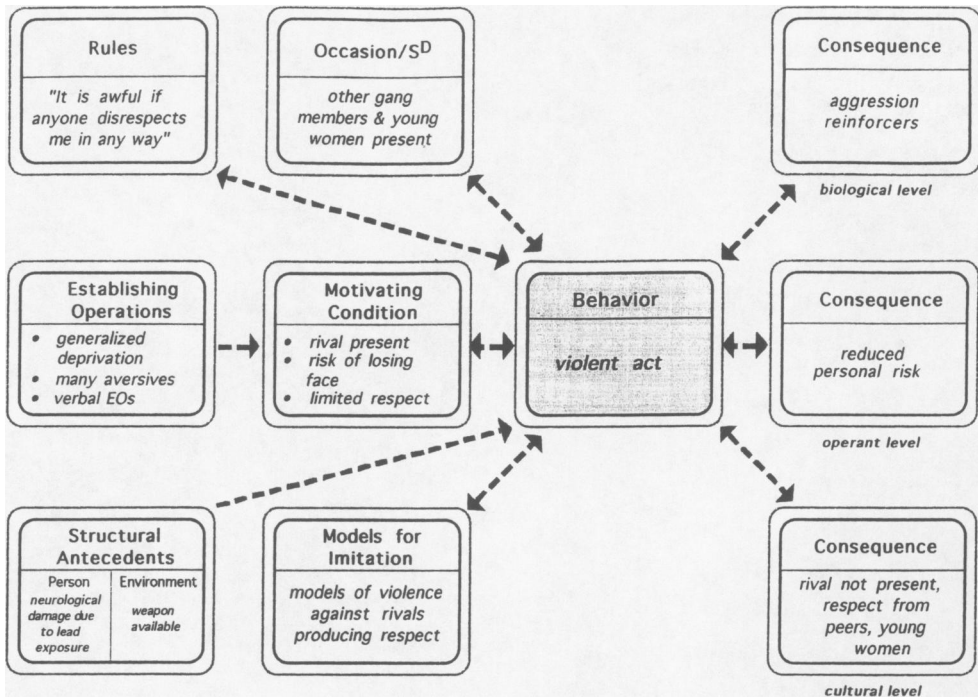 Rules
"It is awful if
anyone disrespects
me in any way"
Occasion/S^D
other gang
members & young
women present
Consequence
aggression
reinforcers
biological level
Establishing
Operations
• generalized
deprivation
• many aversives
• verbal EOs
Motivating
Condition
• rival present
• risk of losing
face
• limited respect
Behavior
violent act
Consequence
reduced
personal risk
operant level
Structural
Antecedents
Person
neurological
damage due
to lead
exposure
Environment
weapon
available
Models for
Imitation
models of violence
against rivals
producing respect
Consequence
rival not present,
respect from
peers, young
women
cultural level